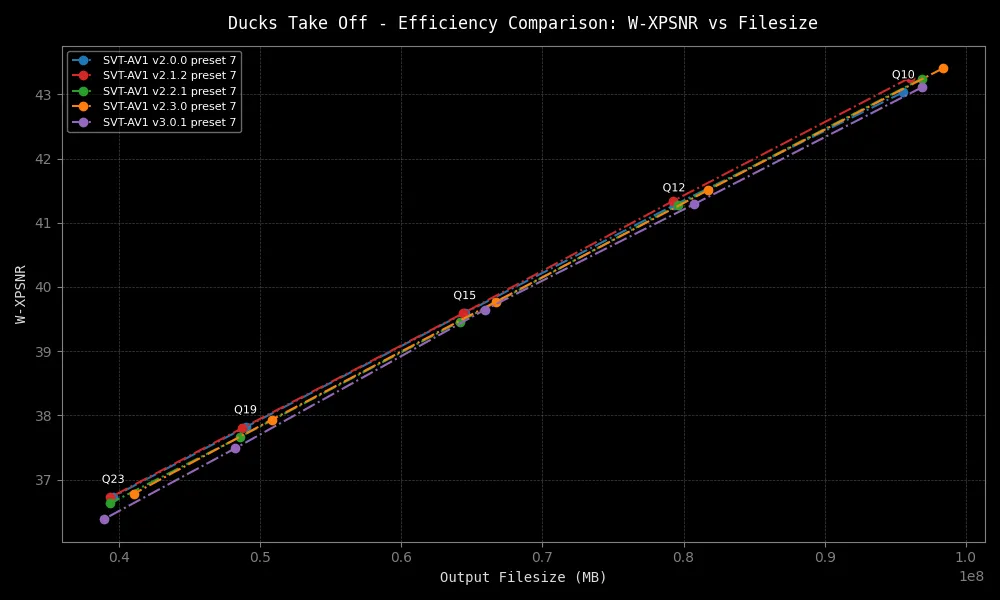 Ducks Take Off - Efficiency Comparison: W-XPSNR vs Filesize
SVT-AV1 v2.0.0 preset 7
SVT-AV1 v2.1.2 preset 7
SVT-AV1 v2.2.1 preset 7
SVT-AV1 v2.3.0 preset 7
SVT-AV1 v3.0.1 preset 7
Q10
Q12
Q15
Q19
Q23
43
42
41
40
39
38
37
W-XPSNR
0.4 0.5 0.6 0.7 0.8 0.9 1.0
1e8
Output Filesize (MB)